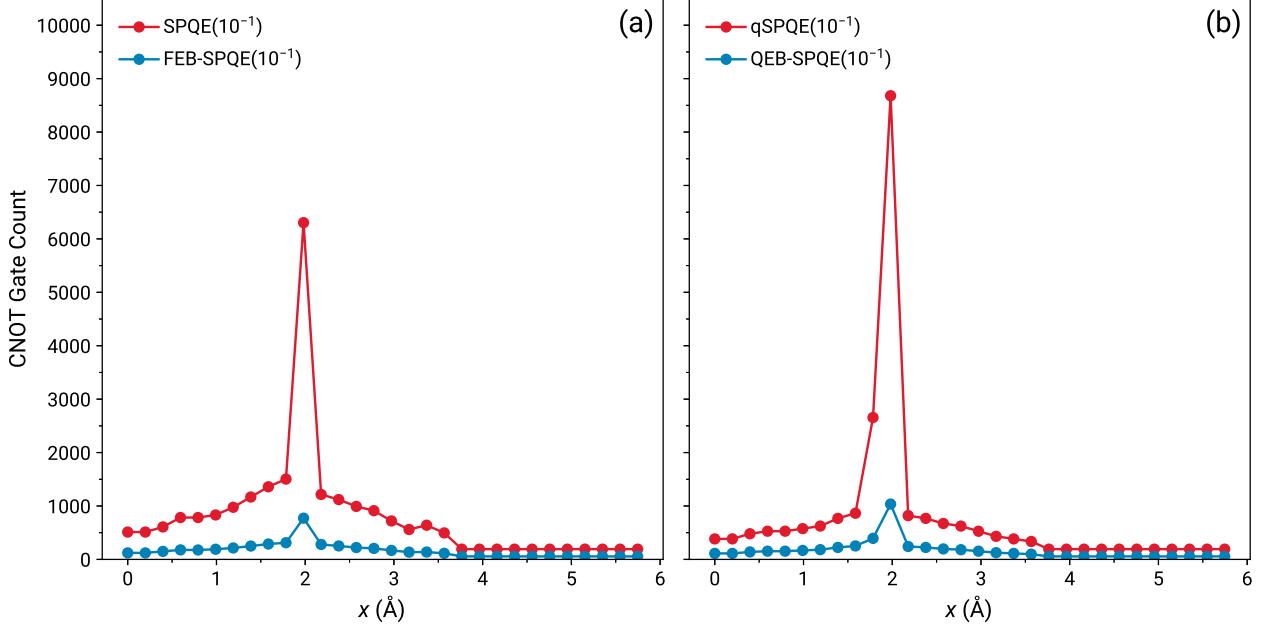 (a)
SPQE(10⁻¹)
FEB-SPQE(10⁻¹)
CNOT Gate Count
10000
9000
8000
7000
6000
5000
4000
3000
2000
1000
0
0 1 2 3 4 5 6
x (Å)
(b)
qSPQE(10⁻¹)
QEB-SPQE(10⁻¹)
0 1 2 3 4 5 6
x (Å)